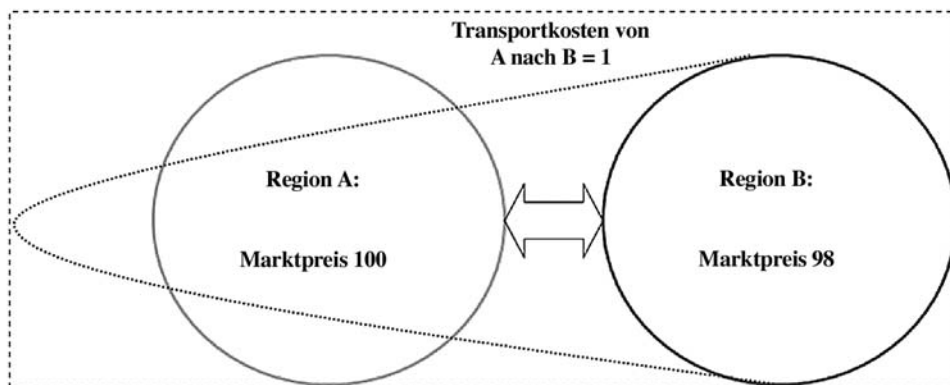 Transportkosten von
A nach B = 1
Region A:
Region B:
Marktpreis 100
Marktpreis 98